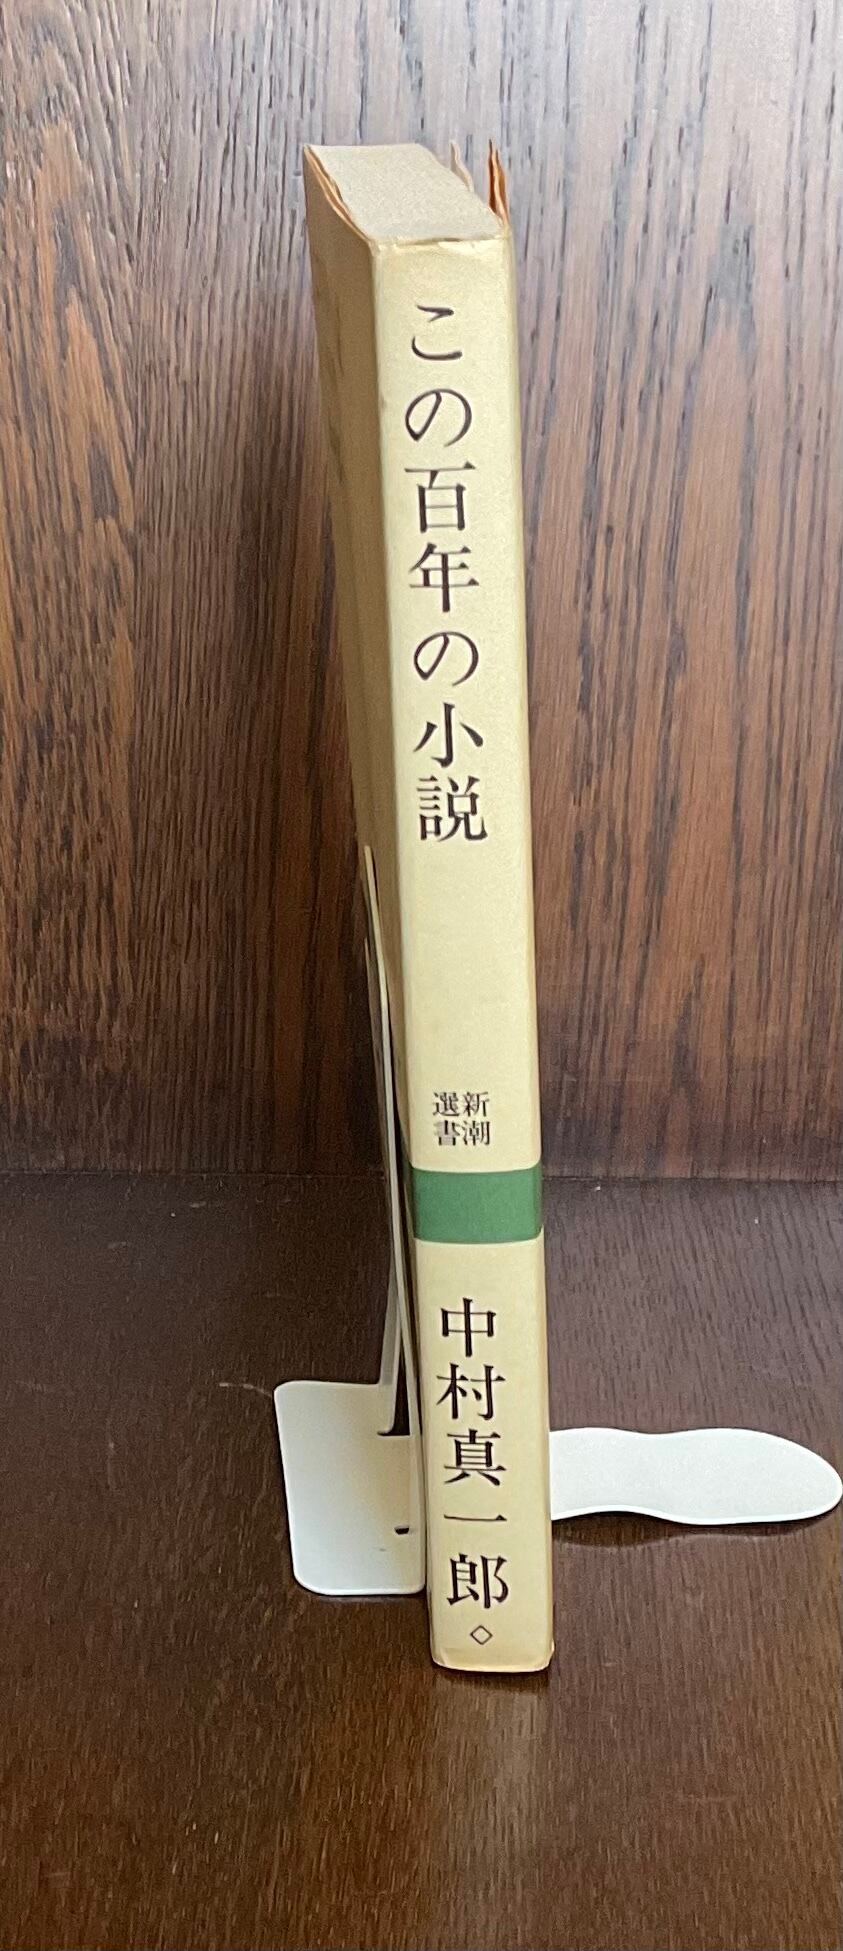 この百年の小説
新潮
選書
中村真一郎